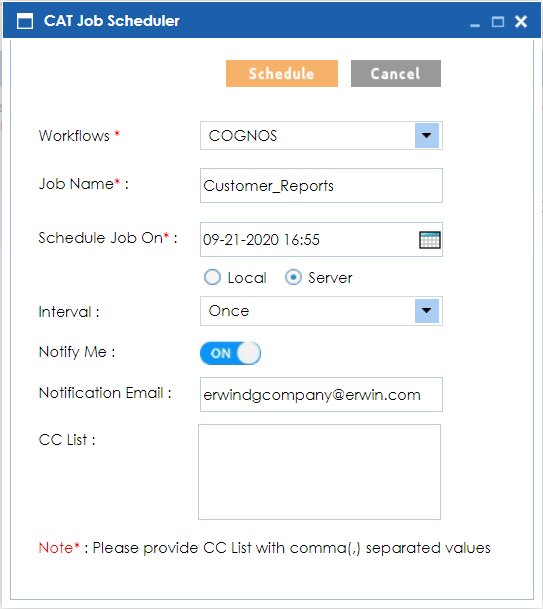 CAT Job Scheduler
Schedule Cancel
Workflows * COGNOS
Job Name* : Customer_Reports
Schedule Job On* : 09-21-2020 16:55
Local Server
Interval : Once
Notify Me : ON
Notification Email : erwindgcompany@erwin.com
CC List :
Note* : Please provide CC List with comma(,) separated values